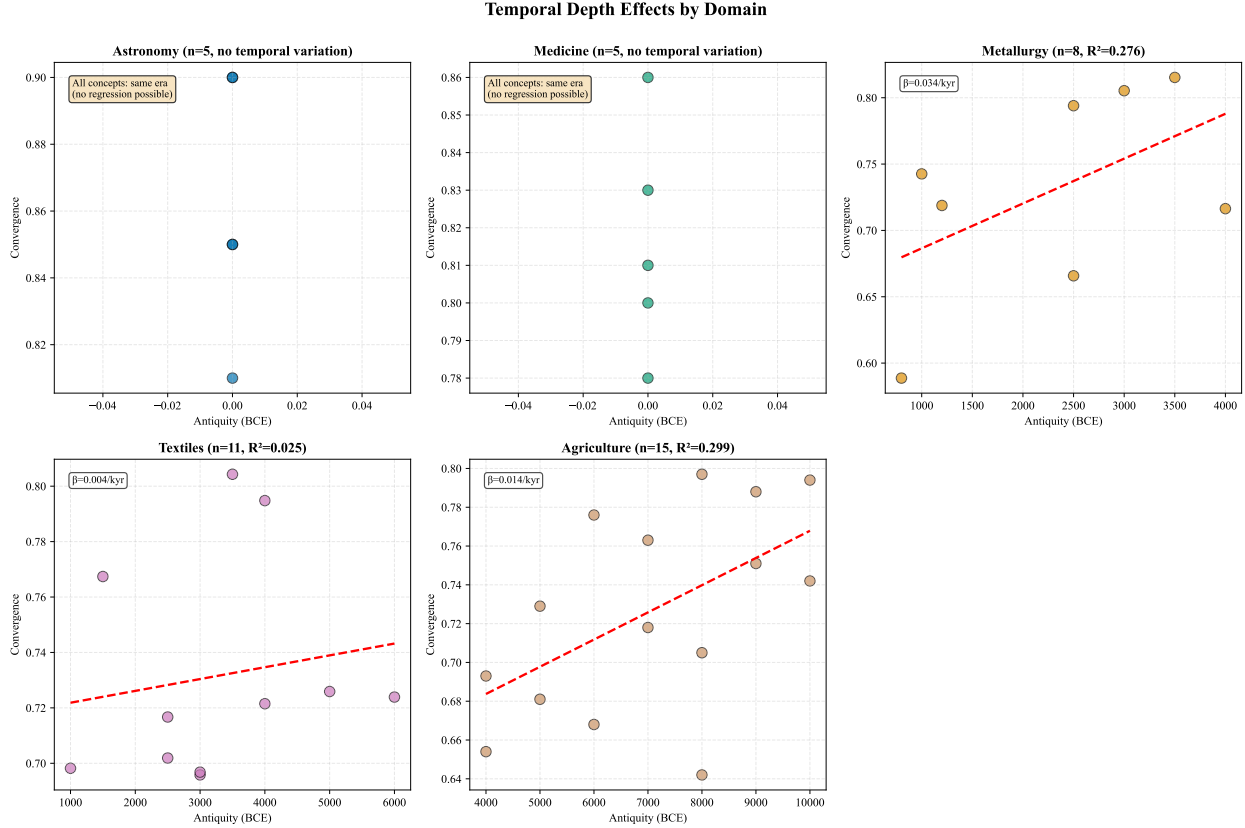 Temporal Depth Effects by Domain
Astronomy (n=5, no temporal variation)
All concepts: same era
(no regression possible)
0.90
0.88
0.86
0.84
0.82
Convergence
−0.04
−0.02
0.00
0.02
0.04
Antiquity (BCE)
Medicine (n=5, no temporal variation)
All concepts: same era
(no regression possible)
0.86
0.85
0.84
0.83
0.82
0.81
0.80
0.79
0.78
Convergence
−0.04
−0.02
0.00
0.02
0.04
Antiquity (BCE)
Metallurgy (n=8, R²=0.276)
β=0.034/kyr
0.80
0.75
0.70
0.65
0.60
Convergence
1000
1500
2000
2500
3000
3500
4000
Antiquity (BCE)
Textiles (n=11, R²=0.025)
β=0.004/kyr
0.80
0.78
0.76
0.74
0.72
0.70
Convergence
1000
2000
3000
4000
5000
6000
Antiquity (BCE)
Agriculture (n=15, R²=0.299)
β=0.014/kyr
0.80
0.78
0.76
0.74
0.72
0.70
0.68
0.66
0.64
Convergence
4000
5000
6000
7000
8000
9000
10000
Antiquity (BCE)